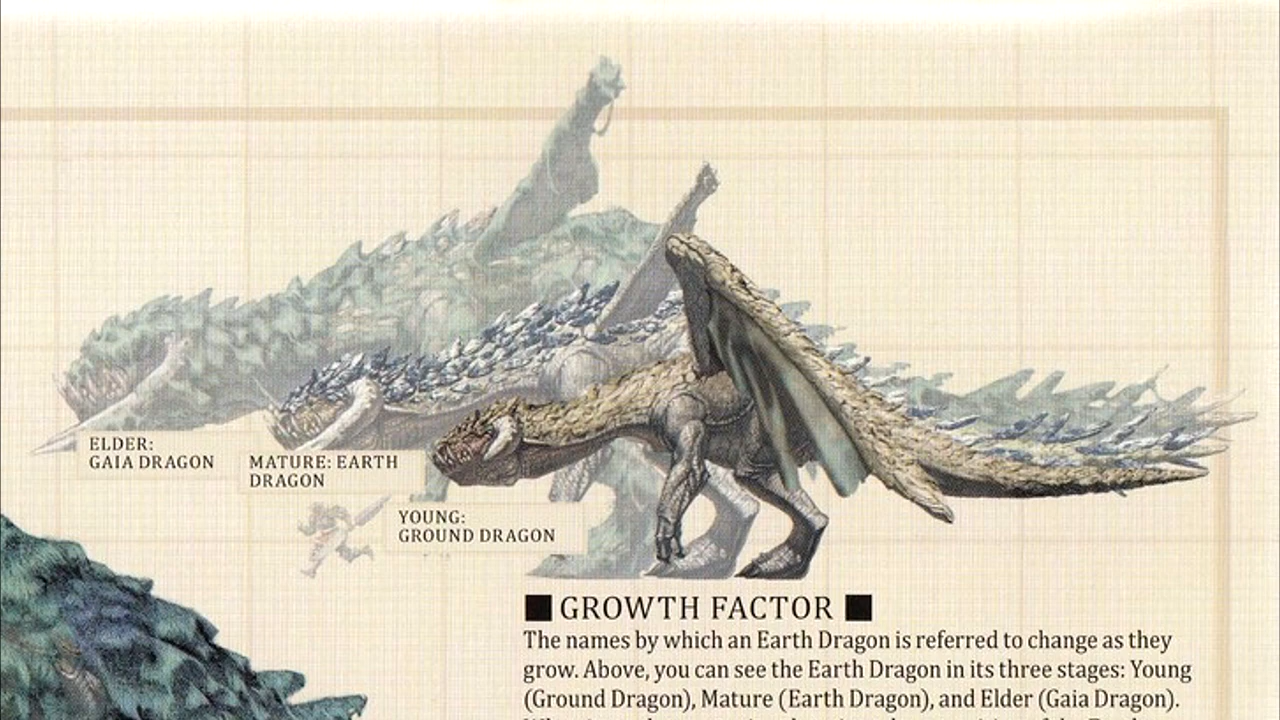 ELDER:
GAIA DRAGON
MATURE: EARTH
DRAGON
YOUNG:
GROUND DRAGON
■ GROWTH FACTOR ■
The names by which an Earth Dragon is referred to change as they
grow. Above, you can see the Earth Dragon in its three stages: Young
(Ground Dragon), Mature (Earth Dragon), and Elder (Gaia Dragon).